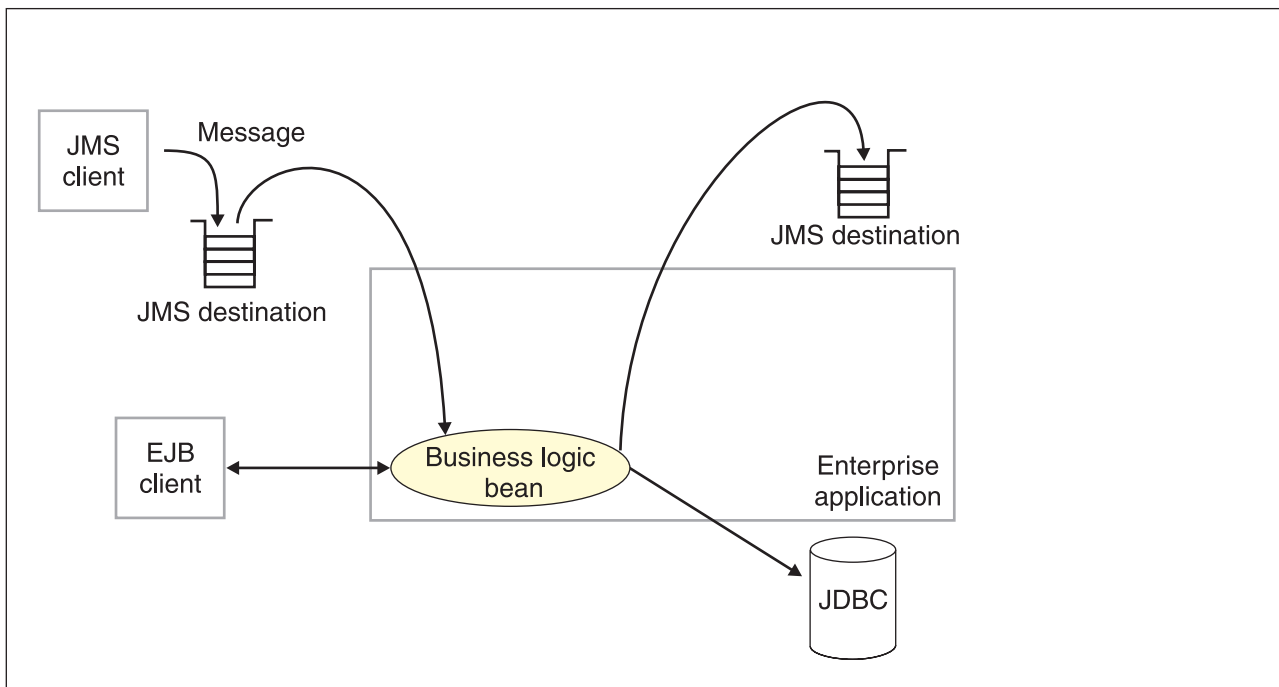 JMS
client
Message
JMS destination
JMS destination
EJB
client
Business logic
bean
Enterprise
application
JDBC